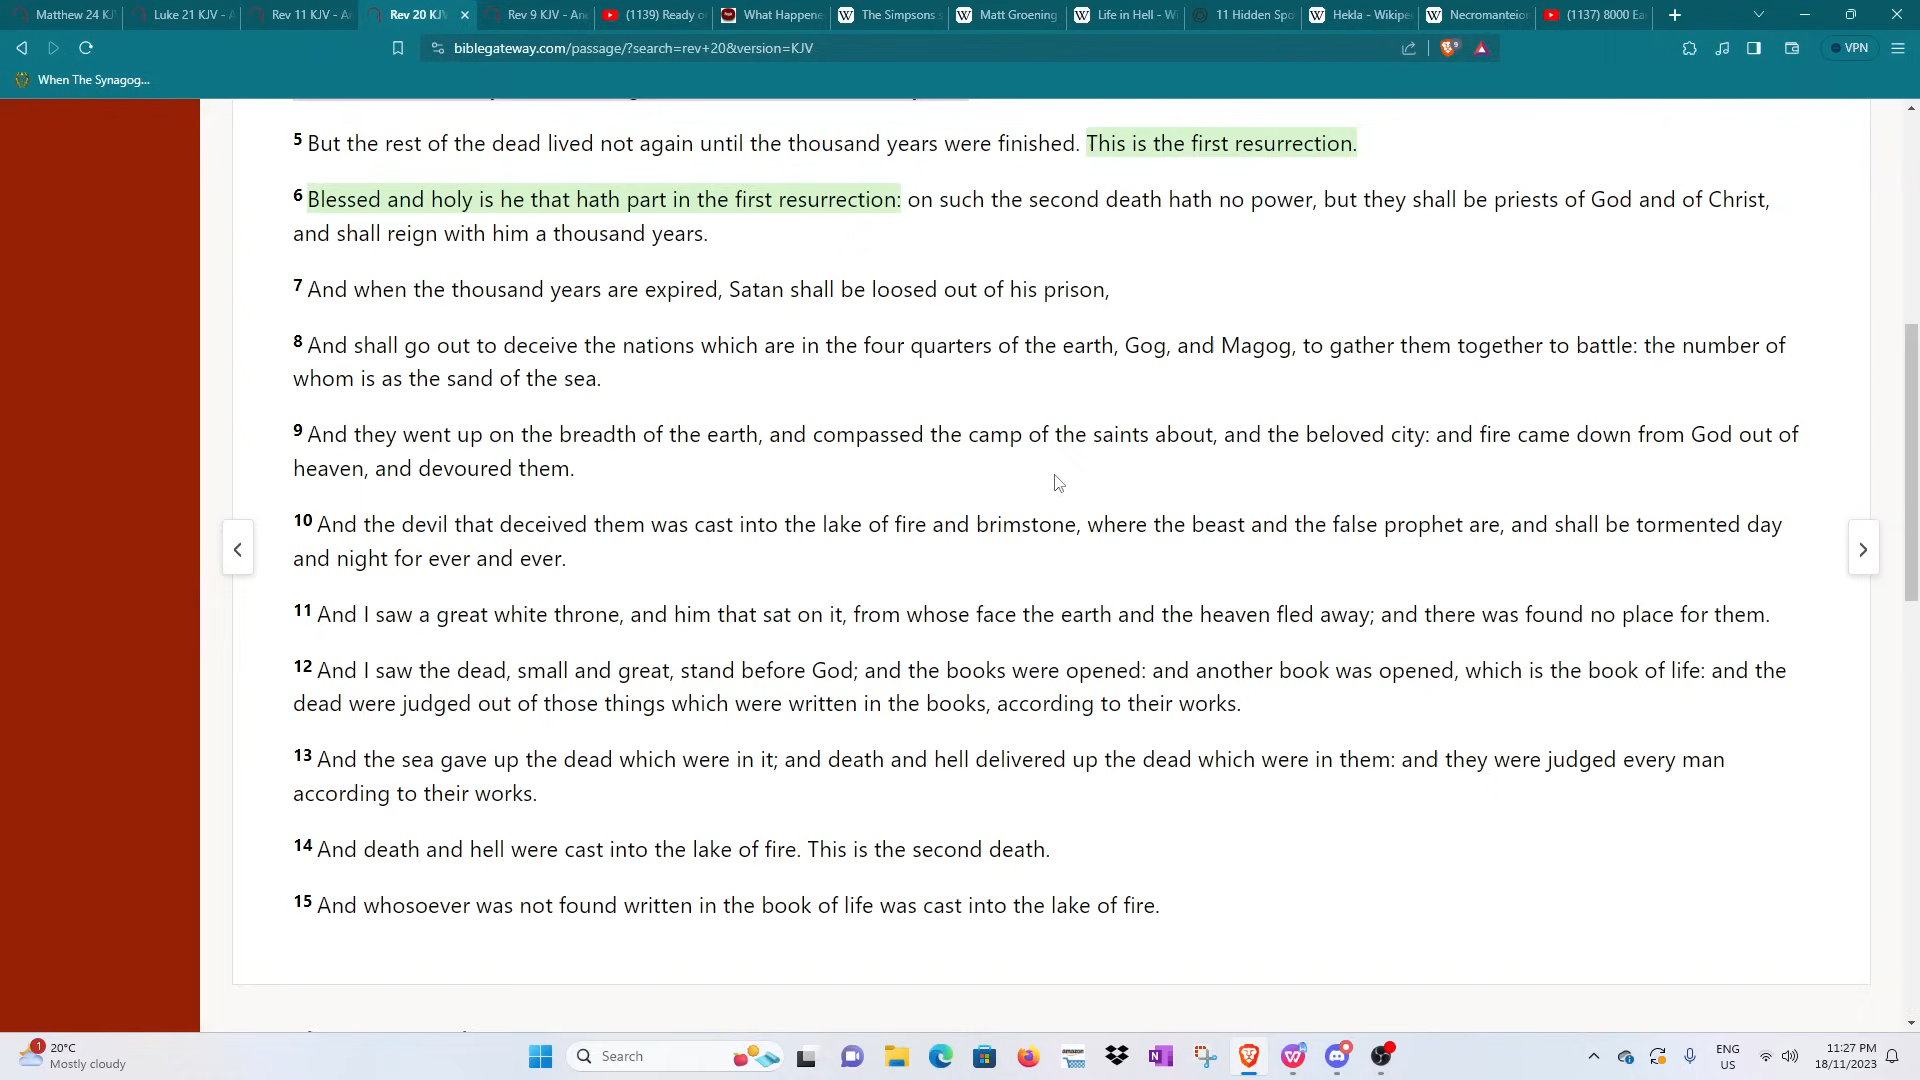 Matthew 24 KJ
Luke 21 KJV - A
Rev 11 KJV - A
Rev 20 KJV
Rev 9 KJV - An
(1139) Ready o
What Happene
The Simpsons s
Matt Groening
Life in Hell - Wi
11 Hidden Spo
Hekla - Wikipe
Necromanteion
(1137) 8000 Ea
biblegateway.com/passage/?search=rev+20&version=KJV
9
VPN
When The Synagog...
5 But the rest of the dead lived not again until the thousand years were finished. This is the first resurrection.
6 Blessed and holy is he that hath part in the first resurrection: on such the second death hath no power, but they shall be priests of God and of Christ,
and shall reign with him a thousand years.
7 And when the thousand years are expired, Satan shall be loosed out of his prison,
8 And shall go out to deceive the nations which are in the four quarters of the earth, Gog, and Magog, to gather them together to battle: the number of
whom is as the sand of the sea.
9 And they went up on the breadth of the earth, and compassed the camp of the saints about, and the beloved city: and fire came down from God out of
heaven, and devoured them.
10 And the devil that deceived them was cast into the lake of fire and brimstone, where the beast and the false prophet are, and shall be tormented day
and night for ever and ever.
11 And I saw a great white throne, and him that sat on it, from whose face the earth and the heaven fled away; and there was found no place for them.
12 And I saw the dead, small and great, stand before God; and the books were opened: and another book was opened, which is the book of life: and the
dead were judged out of those things which were written in the books, according to their works.
13 And the sea gave up the dead which were in it; and death and hell delivered up the dead which were in them: and they were judged every man
according to their works.
14 And death and hell were cast into the lake of fire. This is the second death.
15 And whosoever was not found written in the book of life was cast into the lake of fire.
1
20°C
Mostly cloudy
Search
amazon
ENG
US
11:27 PM
18/11/2023